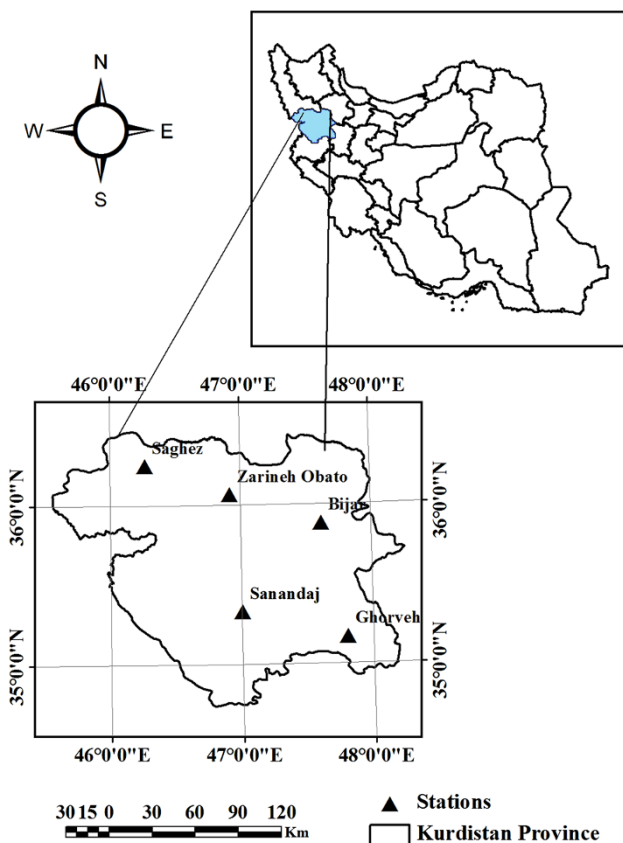 N
W E
S
46°0'0"E 47°0'0"E 48°0'0"E
Saghez
Zarineh Obato
Bijar
36°0'0"N 36°0'0"N
Sanandaj
Ghorveh
35°0'0"N 35°0'0"N
46°0'0"E 47°0'0"E 48°0'0"E
30 15 0 30 60 90 120
Km
Stations
Kurdistan Province